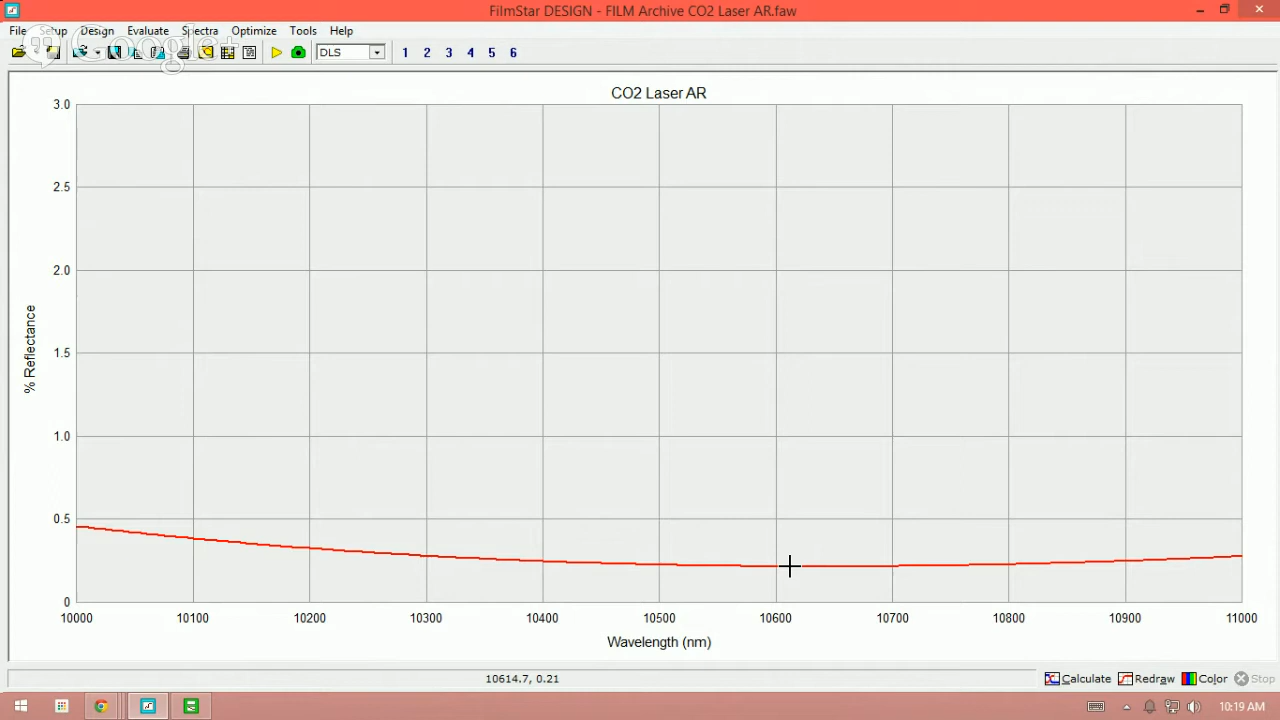 FilmStar DESIGN - FILM Archive CO2 Laser AR.faw
File Setup Design Evaluate Spectra Optimize Tools Help
Google+
DLS 1 2 3 4 5 6
CO2 Laser AR
3.0
2.5
2.0
1.5
1.0
0.5
0
% Reflectance
10000 10100 10200 10300 10400 10500 10600 10700 10800 10900 11000
Wavelength (nm)
10614.7, 0.21 Calculate Redraw Color Stop
10:19 AM